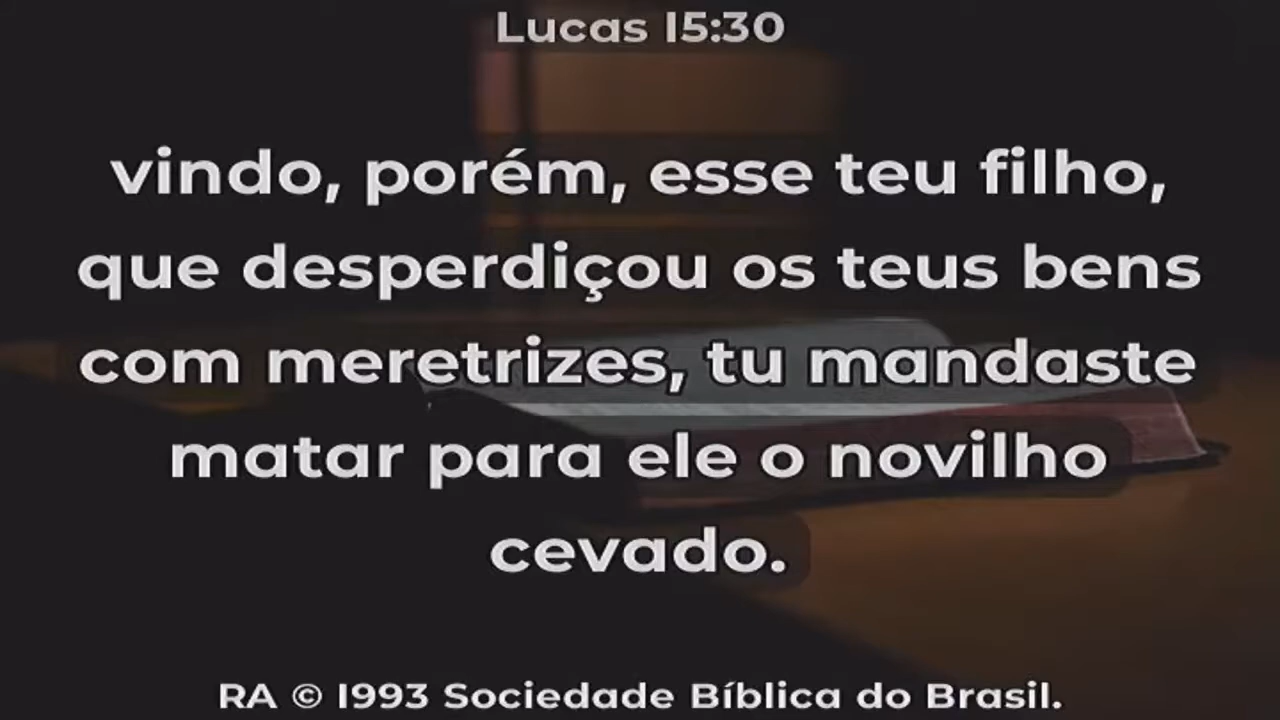 Lucas 15:30
vindo, porém, esse teu filho,
que desperdiçou os teus bens
com meretrizes, tu mandaste
matar para ele o novilho
cevado.
RA © 1993 Sociedade Bíblica do Brasil.